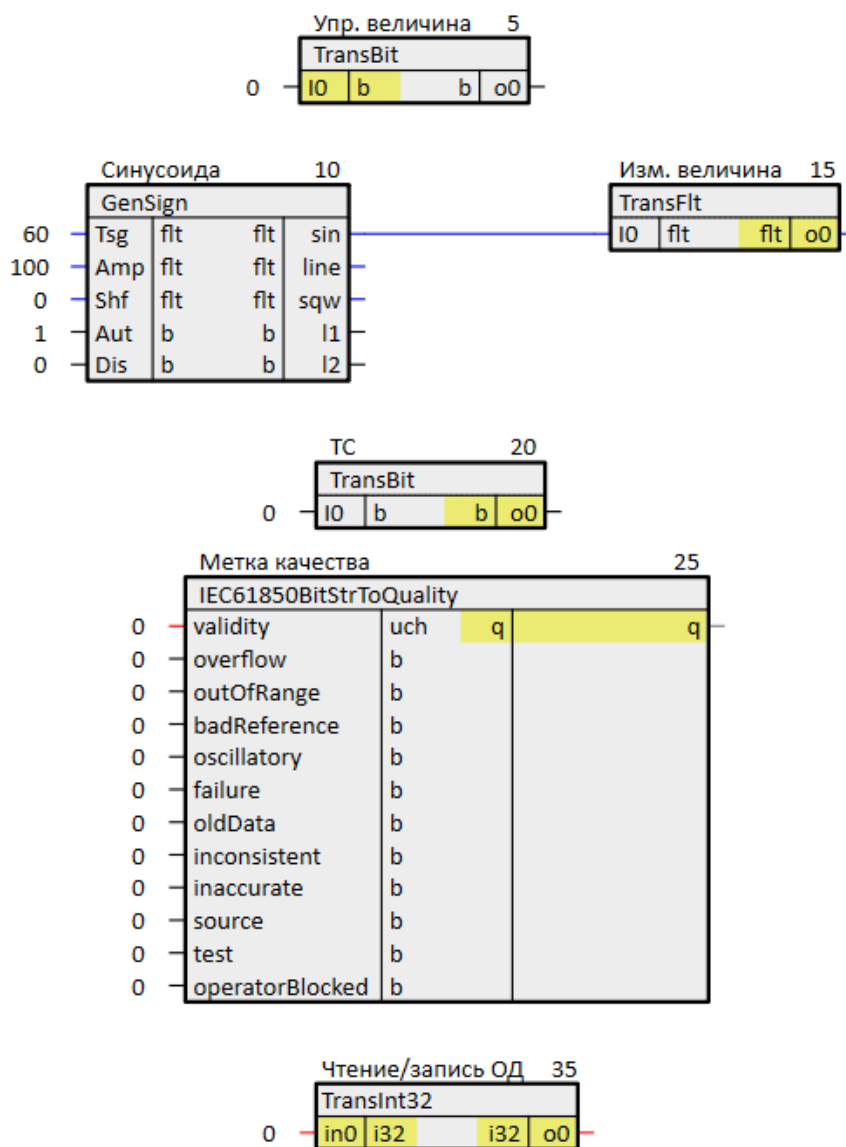 Упр. величина 5
TransBit
0 I0 b b o0
Синусоида 10
GenSign
60 Tsg flt flt sin
100 Amp flt flt line
0 Shf flt flt sqw
1 Aut b b l1
0 Dis b b l2
Изм. величина 15
TransFlt
I0 flt flt o0
ТС 20
TransBit
0 I0 b b o0
Метка качества 25
IEC61850BitStrToQuality
0 validity uch q q
0 overflow b
0 outOfRange b
0 badReference b
0 oscillatory b
0 failure b
0 oldData b
0 inconsistent b
0 inaccurate b
0 source b
0 test b
0 operatorBlocked b
Чтение/запись ОД 35
TransInt32
0 in0 i32 i32 o0